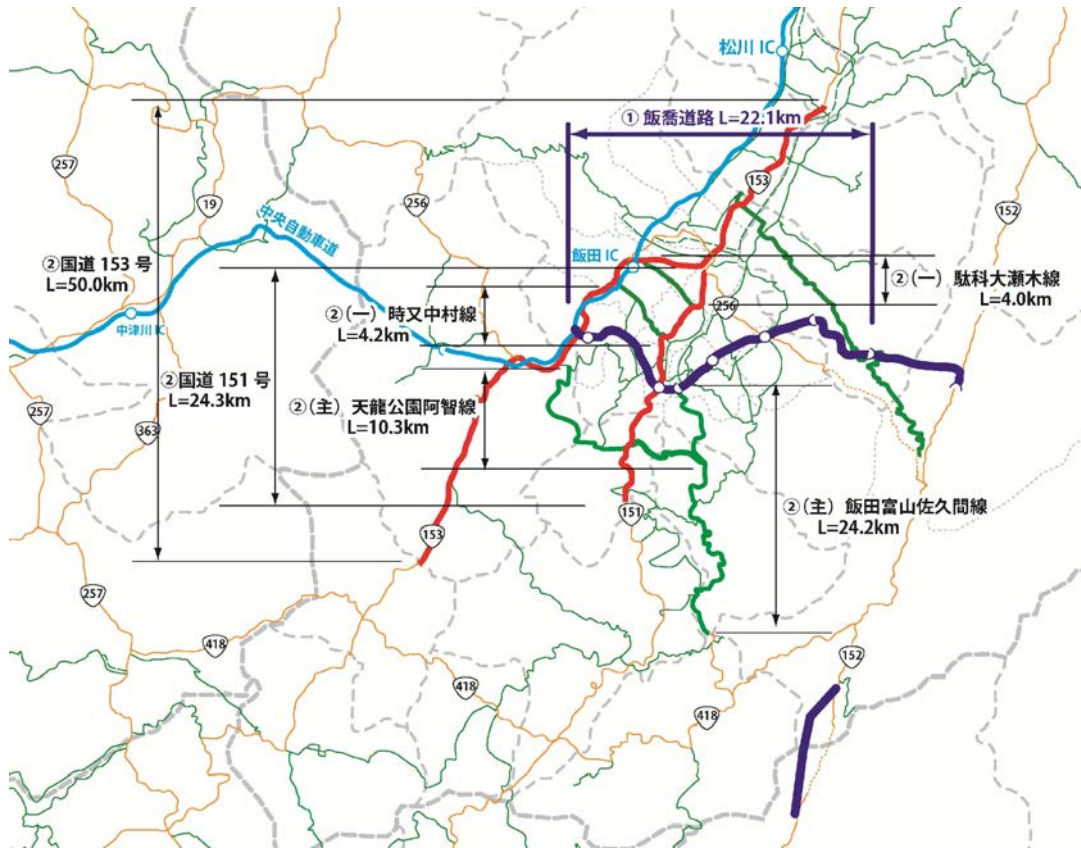 松川 IC
① 飯喬道路 L=22.1km
257
153
19
256
152
中央自動車道
飯田 IC
②国道 153 号
L=50.0km
②(一) 駄科大瀬木線
L=4.0km
②(一) 時又中村線
L=4.2km
256
中津川 IC
②国道 151 号
L=24.3km
②(主) 天龍公園阿智線
L=10.3km
257
363
②(主) 飯田富山佐久間線
L=24.2km
151
153
257
418
152
418
418